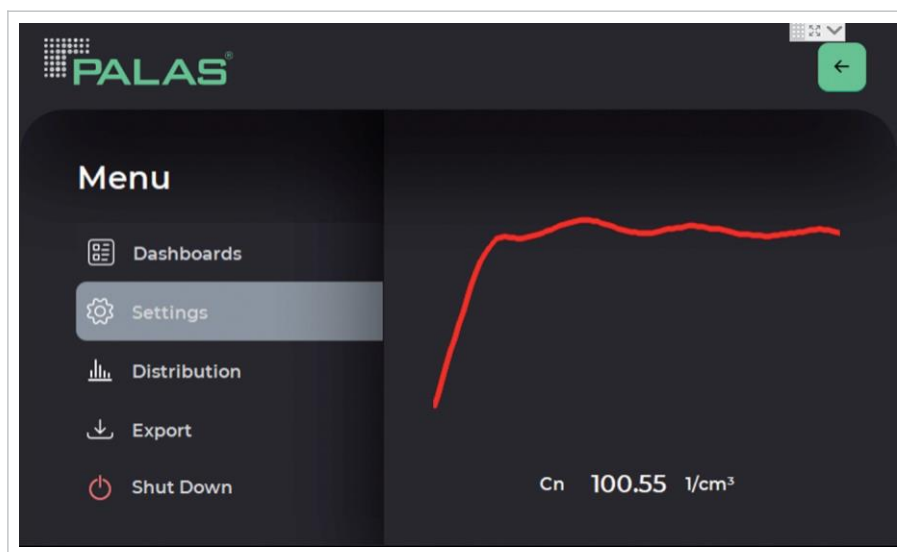 PALAS®
Menu
Dashboards
Settings
Distribution
Export
Shut Down
Cn 100.55 1/cm³